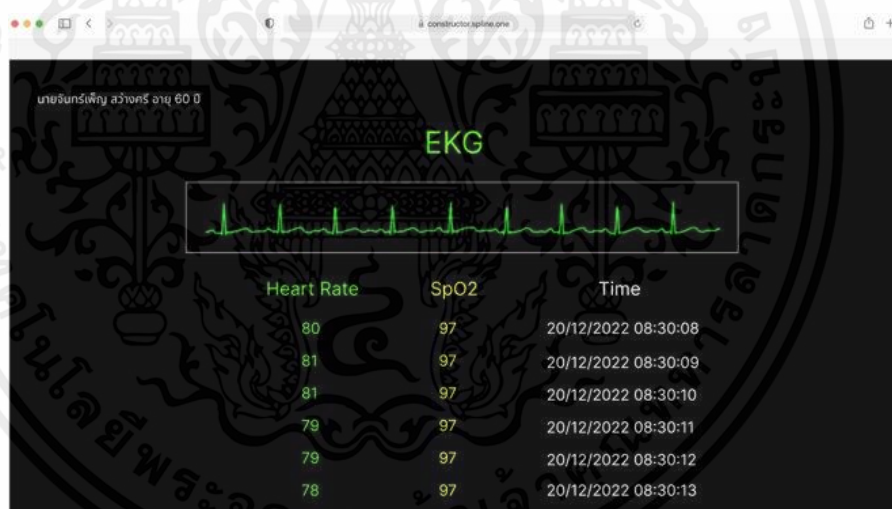 constructor.spline.one
นายจันทร์เพ็ญ สว่างศรี อายุ 60 ปี
EKG
Heart Rate SpO2 Time
80 97 20/12/2022 08:30:08
81 97 20/12/2022 08:30:09
81 97 20/12/2022 08:30:10
79 97 20/12/2022 08:30:11
79 97 20/12/2022 08:30:12
78 97 20/12/2022 08:30:13